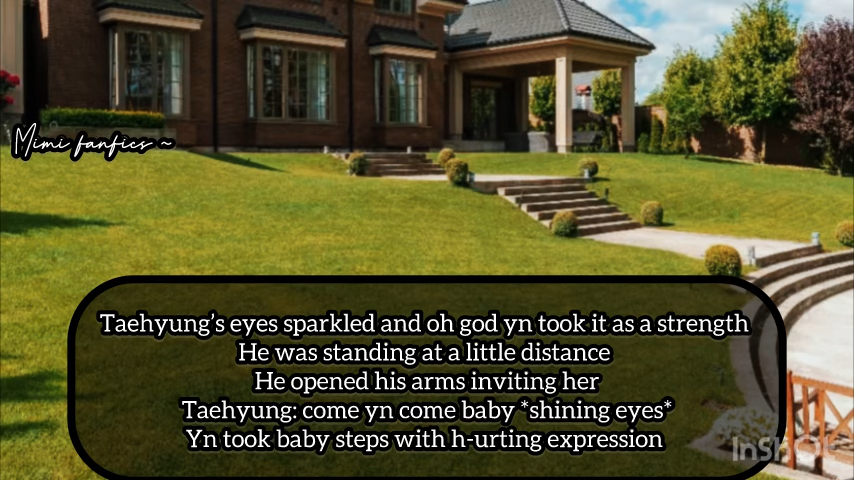 Mimi fanfics ~
Taehyung's eyes sparkled and oh god yn took it as a strength
He was standing at a little distance
He opened his arms inviting her
Taehyung: come yn come baby *shining eyes*
Yn took baby steps with h-urting expression
InShOt